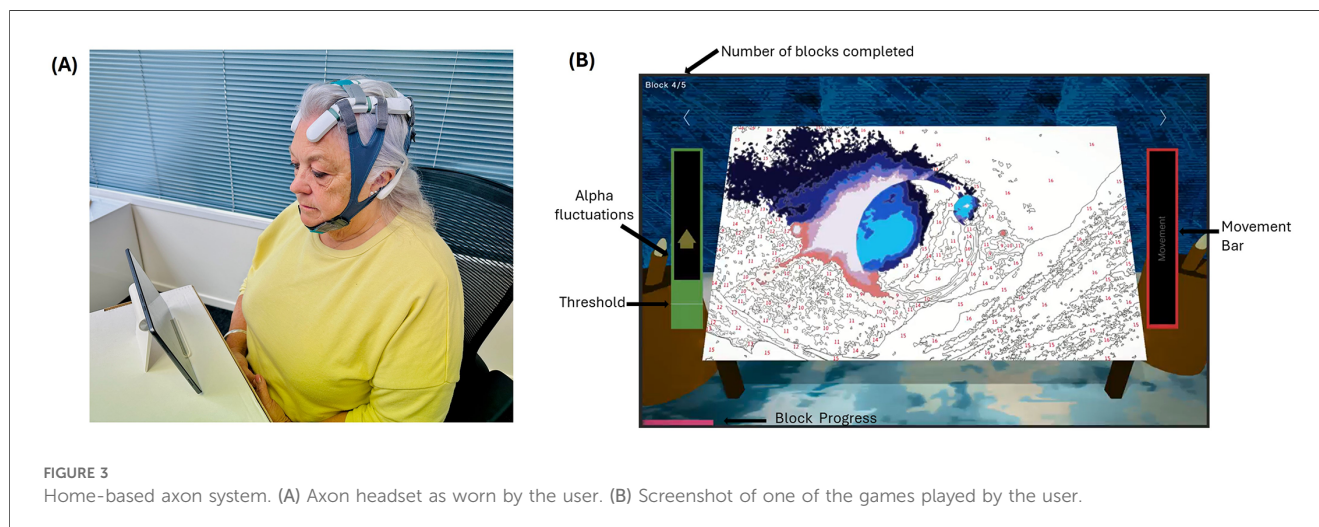 (A)
(B)
Number of blocks completed
Block 4/5
Alpha
fluctuations
Threshold
Movement
Movement
Bar
Block Progress
FIGURE 3
Home-based axon system. (A) Axon headset as worn by the user. (B) Screenshot of one of the games played by the user.